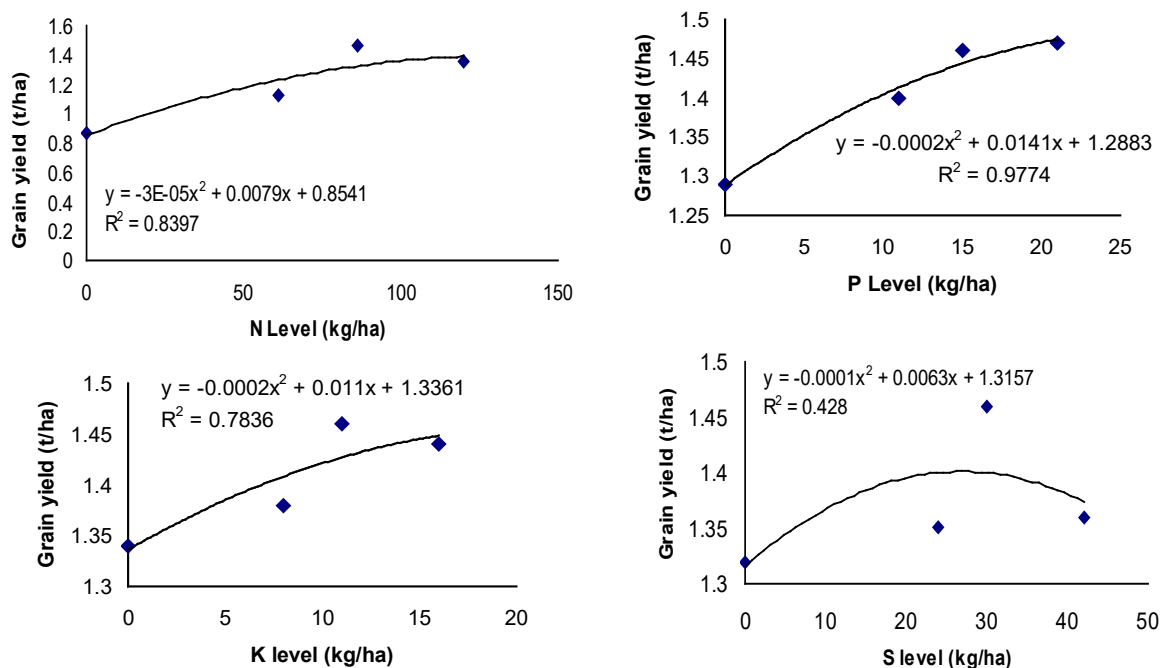 Grain yield (t/ha)
1.6
1.4
1.2
1
0.8
0.6
0.4
0.2
0
y = -3E-05x² + 0.0079x + 0.8541
R² = 0.8397
0 50 100 150
N Level (kg/ha)
Grain yield (t/ha)
1.5
1.45
1.4
1.35
1.3
1.25
y = -0.0002x² + 0.0141x + 1.2883
R² = 0.9774
0 5 10 15 20 25
P Level (kg/ha)
Grain yield (t/ha)
1.5
1.45
1.4
1.35
1.3
y = -0.0002x² + 0.011x + 1.3361
R² = 0.7836
0 5 10 15 20
K level (kg/ha)
Grain yield (t/ha)
1.5
1.45
1.4
1.35
1.3
y = -0.0001x² + 0.0063x + 1.3157
R² = 0.428
0 10 20 30 40 50
S level (kg/ha)